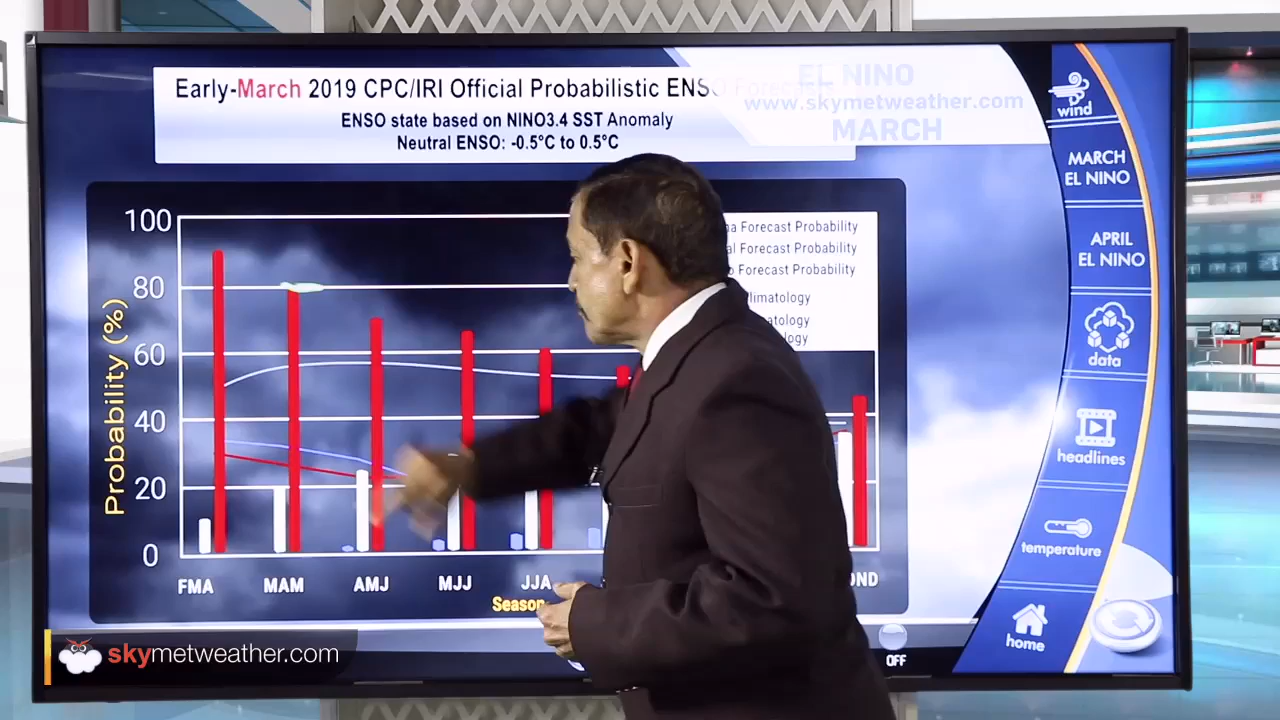 Early-March 2019 CPC/IRI Official Probabilistic ENSO Forecasts
EL NINO
www.skymetweather.com
MARCH
ENSO state based on NINO3.4 SST Anomaly
Neutral ENSO: -0.5°C to 0.5°C
wind
MARCH
EL NINO
APRIL
EL NINO
data
headlines
temperature
home
OFF
Forecast Probability
Forecast Probability
Forecast Probability
Probability (%)
100
80
60
40
20
0
FMA
MAM
AMJ
MJJ
JJA
OND
Season
skymetweather.com